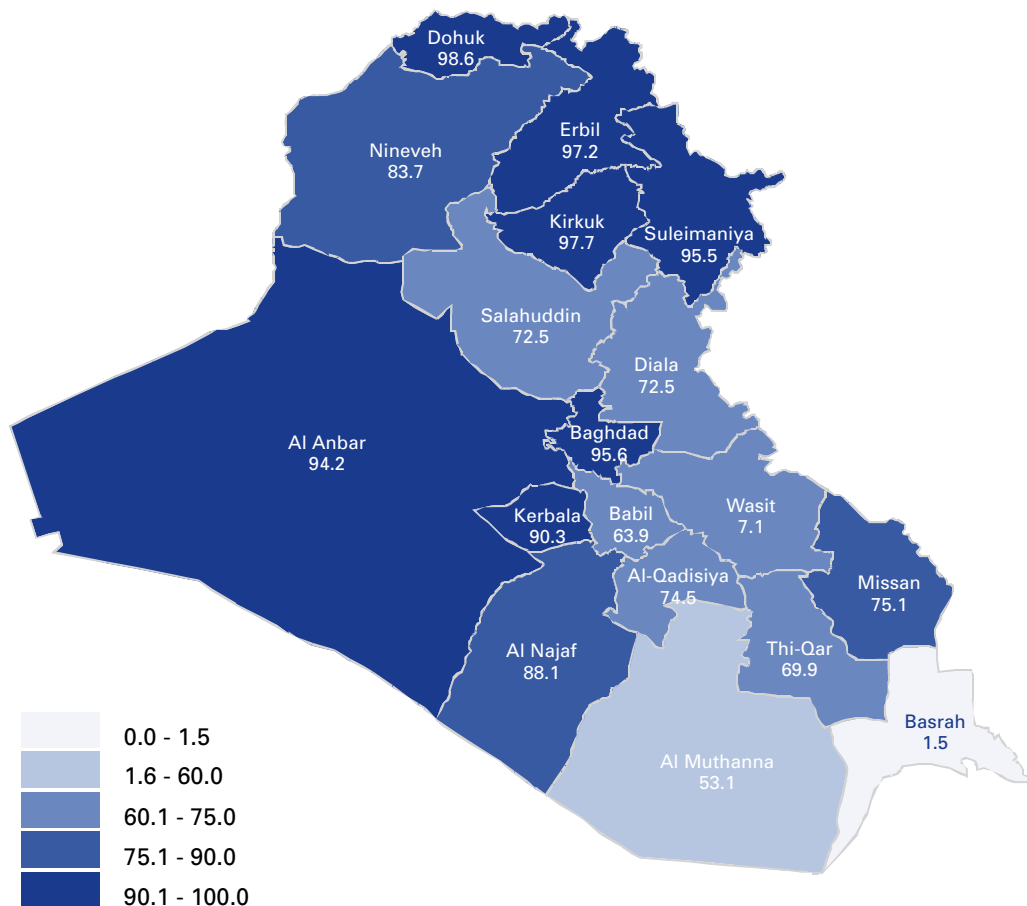 Dohuk
98.6
Erbil
97.2
Nineveh
83.7
Kirkuk
97.7
Suleimaniya
95.5
Salahuddin
72.5
Diala
72.5
Al Anbar
94.2
Baghdad
95.6
Wasit
7.1
Kerbala
90.3
Babil
63.9
Al-Qadisiya
74.5
Missan
75.1
Al Najaf
88.1
Thi-Qar
69.9
Basrah
1.5
Al Muthanna
53.1
0.0 - 1.5
1.6 - 60.0
60.1 - 75.0
75.1 - 90.0
90.1 - 100.0